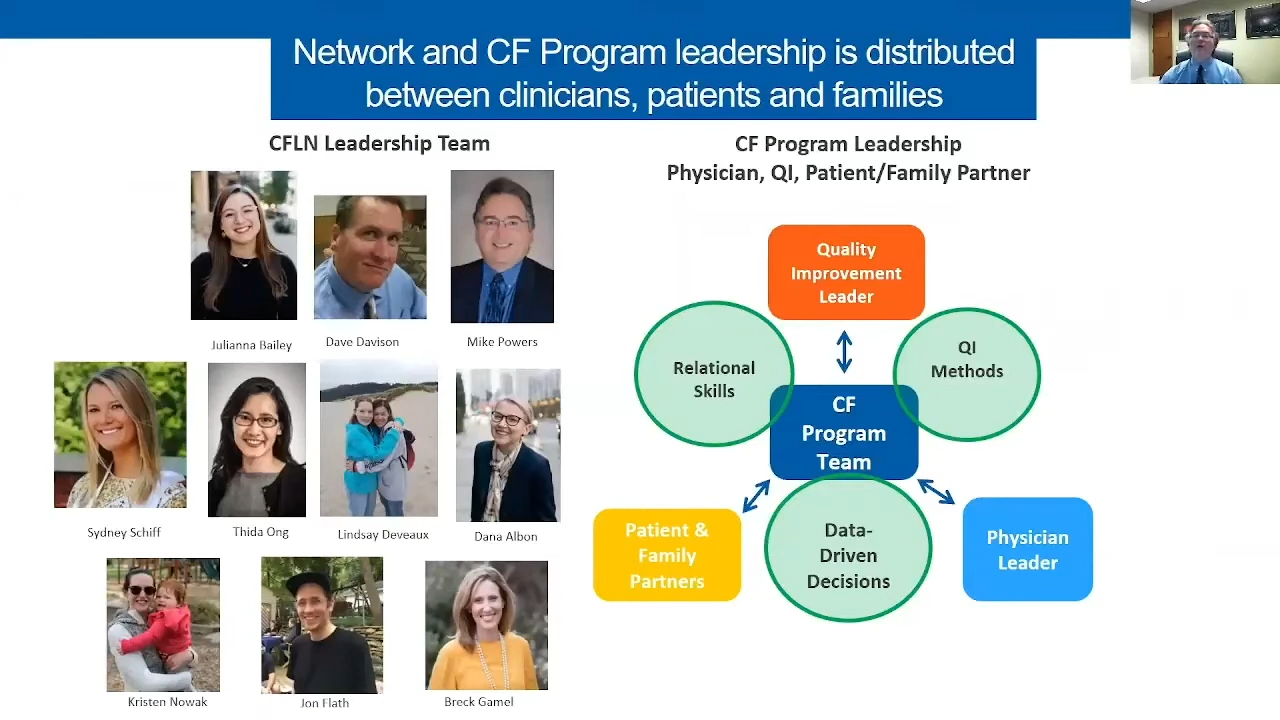 Network and CF Program leadership is distributed
between clinicians, patients and families
CFLN Leadership Team
Julianna Bailey
Dave Davison
Mike Powers
Sydney Schiff
Thida Ong
Lindsay Deveaux
Dana Albon
Kristen Nowak
Jon Flath
Breck Gamel
CF Program Leadership
Physician, QI, Patient/Family Partner
Quality
Improvement
Leader
Relational
Skills
QI
Methods
CF
Program
Team
Patient &
Family
Partners
Data-
Driven
Decisions
Physician
Leader